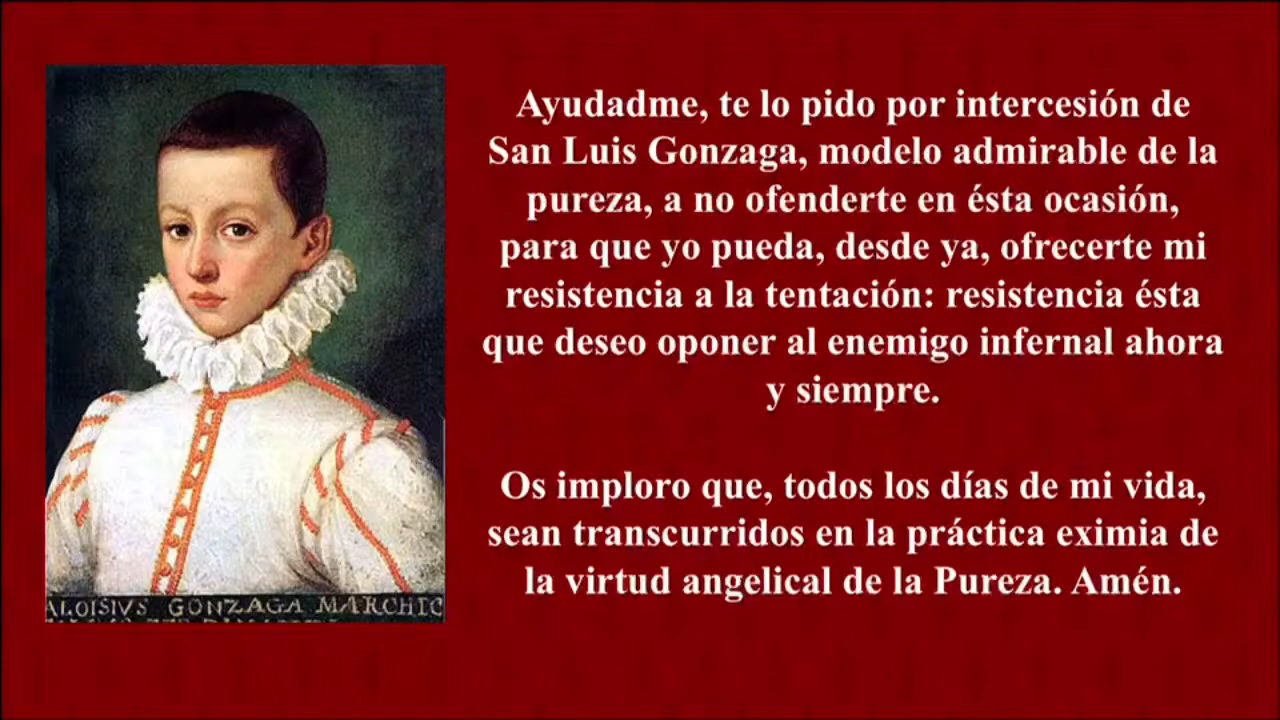 Ayudadme, te lo pido por intercesión de
San Luis Gonzaga, modelo admirable de la
pureza, a no ofenderte en ésta ocasión,
para que yo pueda, desde ya, ofrecerte mi
resistencia a la tentación: resistencia ésta
que deseo oponer al enemigo infernal ahora
y siempre.
Os imploro que, todos los días de mi vida,
sean transcurridos en la práctica eximia de
la virtud angelical de la Pureza. Amén.
ALOISIVS GONZAGA MARCHIC